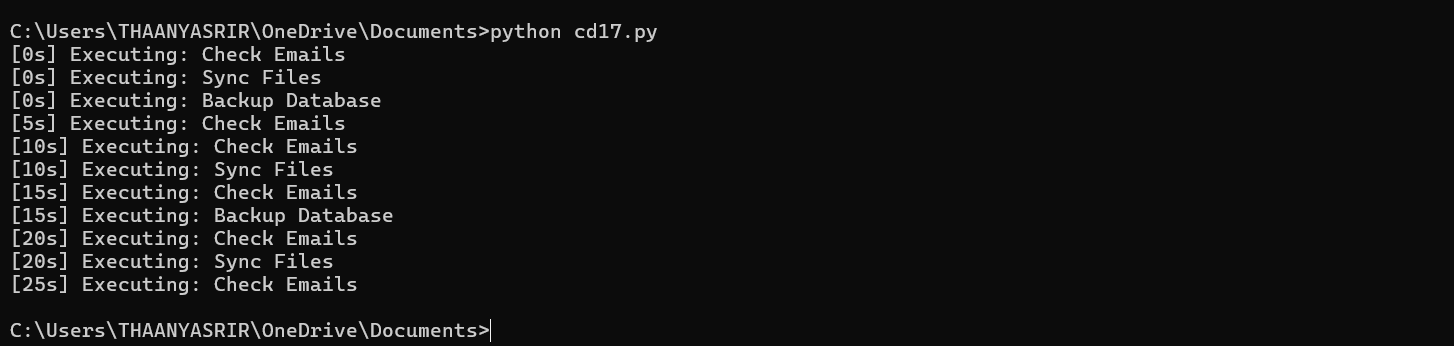 C:\Users\THAANYASRIR\OneDrive\Documents>python cd17.py
[0s] Executing: Check Emails
[0s] Executing: Sync Files
[0s] Executing: Backup Database
[5s] Executing: Check Emails
[10s] Executing: Check Emails
[10s] Executing: Sync Files
[15s] Executing: Check Emails
[15s] Executing: Backup Database
[20s] Executing: Check Emails
[20s] Executing: Sync Files
[25s] Executing: Check Emails
C:\Users\THAANYASRIR\OneDrive\Documents>